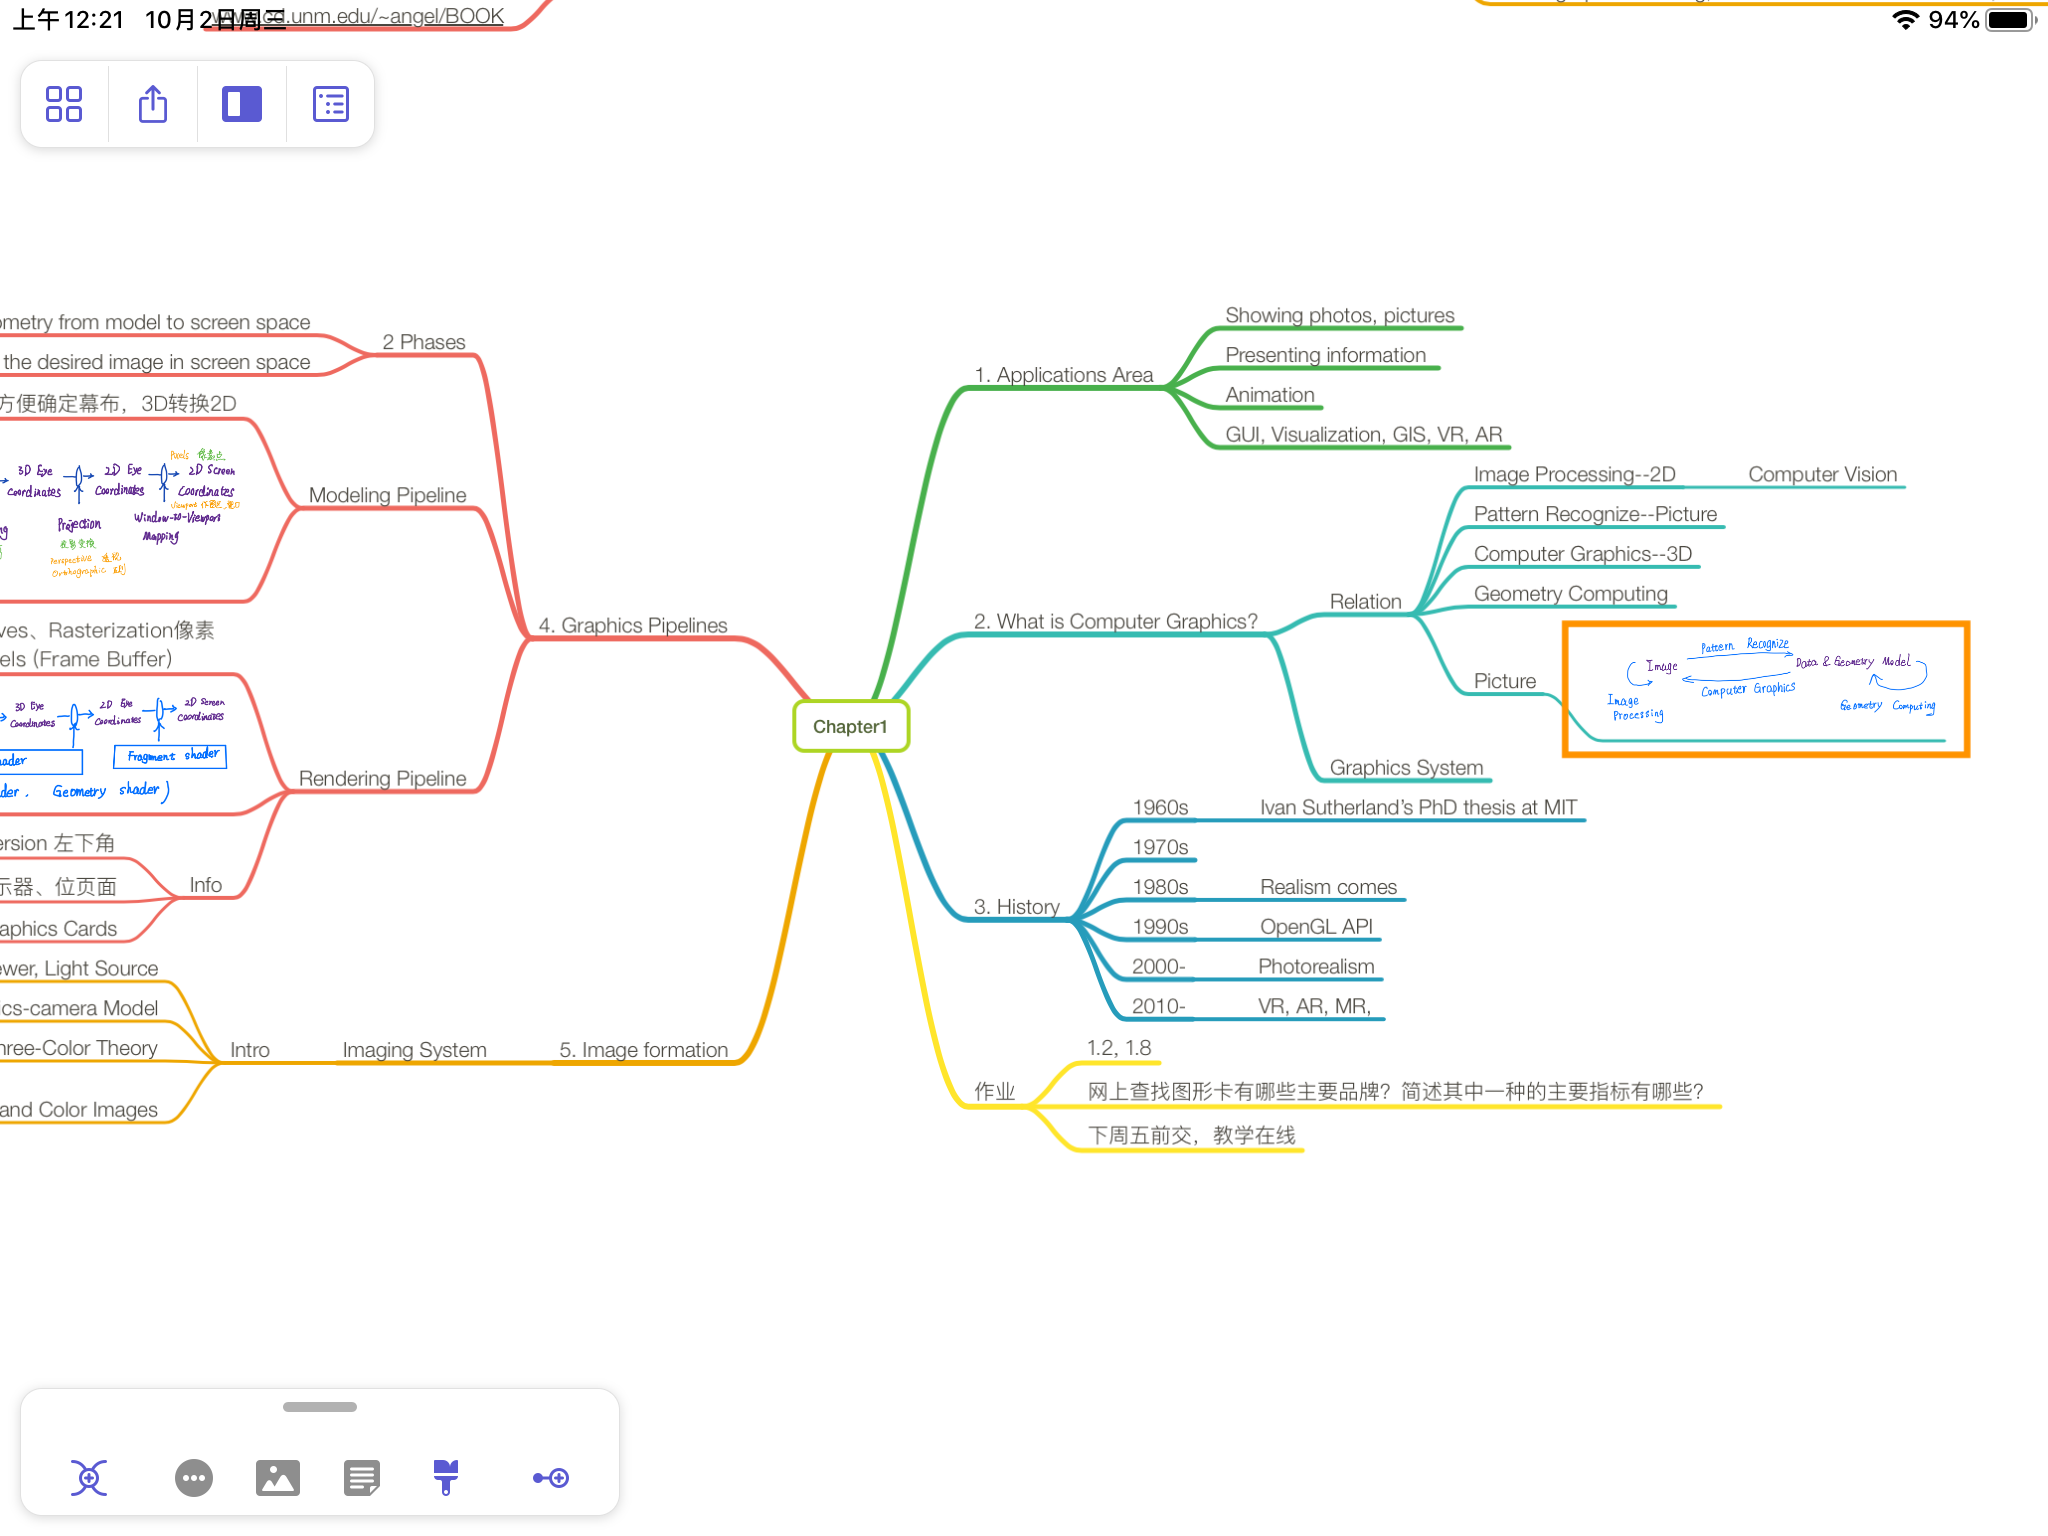 上午12:21 10月2日周三
94%
www.cd.unm.edu/~angel/BOOK
ometry from model to screen space
the desired image in screen space
2 Phases
方便确定幕布，3D转换2D
Pixels 像素点
3D Eye Coordinates
2D Eye Coordinates
2D Screen Coordinates
Viewport
Projection
投影变换
Perspective 透视
Orthographic
Window-to-Viewport
Mapping
Modeling Pipeline
ves、Rasterization像素
els (Frame Buffer)
3D Eye Coordinates
2D Eye Coordinates
2D Screen Coordinates
ader
Fragment shader
der. Geometry shader)
Rendering Pipeline
ersion 左下角
示器、位页面
aphics Cards
Info
4. Graphics Pipelines
ewer, Light Source
ics-camera Model
hree-Color Theory
and Color Images
Intro
Imaging System
5. Image formation
Chapter1
1. Applications Area
Showing photos, pictures
Presenting information
Animation
GUI, Visualization, GIS, VR, AR
2. What is Computer Graphics?
Relation
Image Processing--2D
Computer Vision
Pattern Recognize--Picture
Computer Graphics--3D
Geometry Computing
Picture
Pattern Recognize
Image
Data & Geometry Model
Computer Graphics
Image
Processing
Geometry Computing
Graphics System
3. History
1960s
Ivan Sutherland's PhD thesis at MIT
1970s
1980s
Realism comes
1990s
OpenGL API
2000-
Photorealism
2010-
VR, AR, MR,
作业
1.2, 1.8
网上查找图形卡有哪些主要品牌？简述其中一种的主要指标有哪些？
下周五前交，教学在线